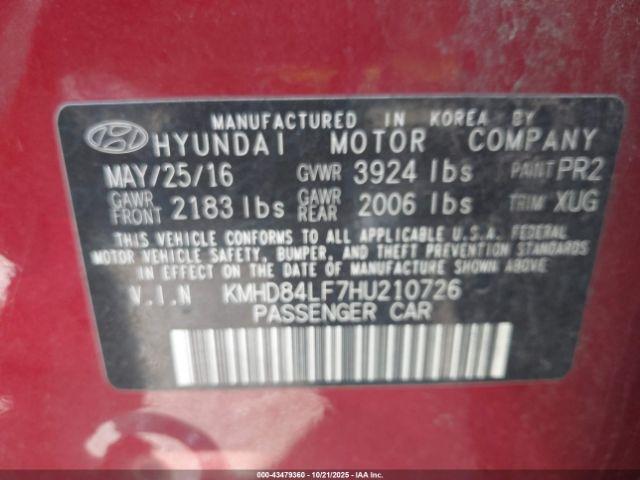 MANUFACTURED IN KOREA BY
HYUNDAI MOTOR COMPANY
MAY/25/16 GVWR 3924 lbs PAINT PR2
GAWR FRONT 2183 lbs GAWR REAR 2006 lbs TRIM XUG
THIS VEHICLE CONFORMS TO ALL APPLICABLE U.S.A. FEDERAL
MOTOR VEHICLE SAFETY, BUMPER, AND THEFT PREVENTION STANDARDS
IN EFFECT ON THE DATE OF MANUFACTURE SHOWN ABOVE.
V.I.N KMHD84LF7HU210726
PASSENGER CAR
000-43479360 - 10/21/2025 - IAAI.com